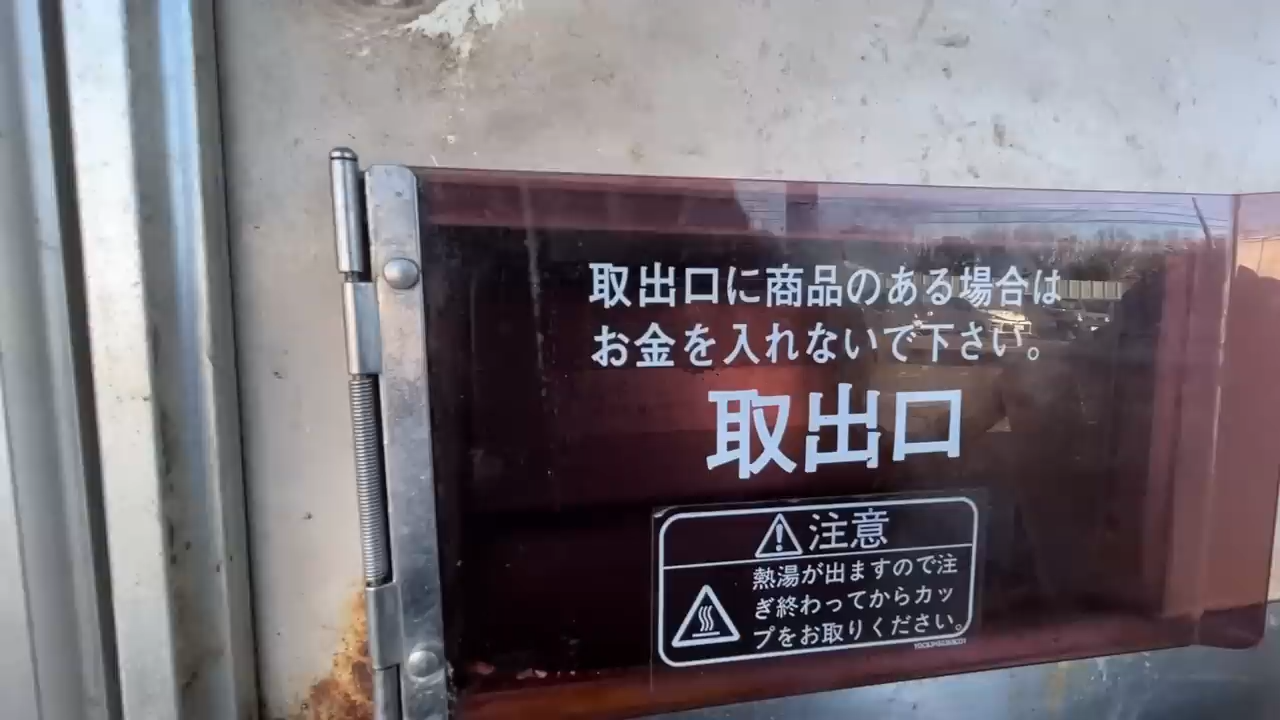 取出口に商品のある場合は
お金を入れないで下さい。
取出口
注意
熱湯が出ますので注
ぎ終わってからカッ
プをお取りください。